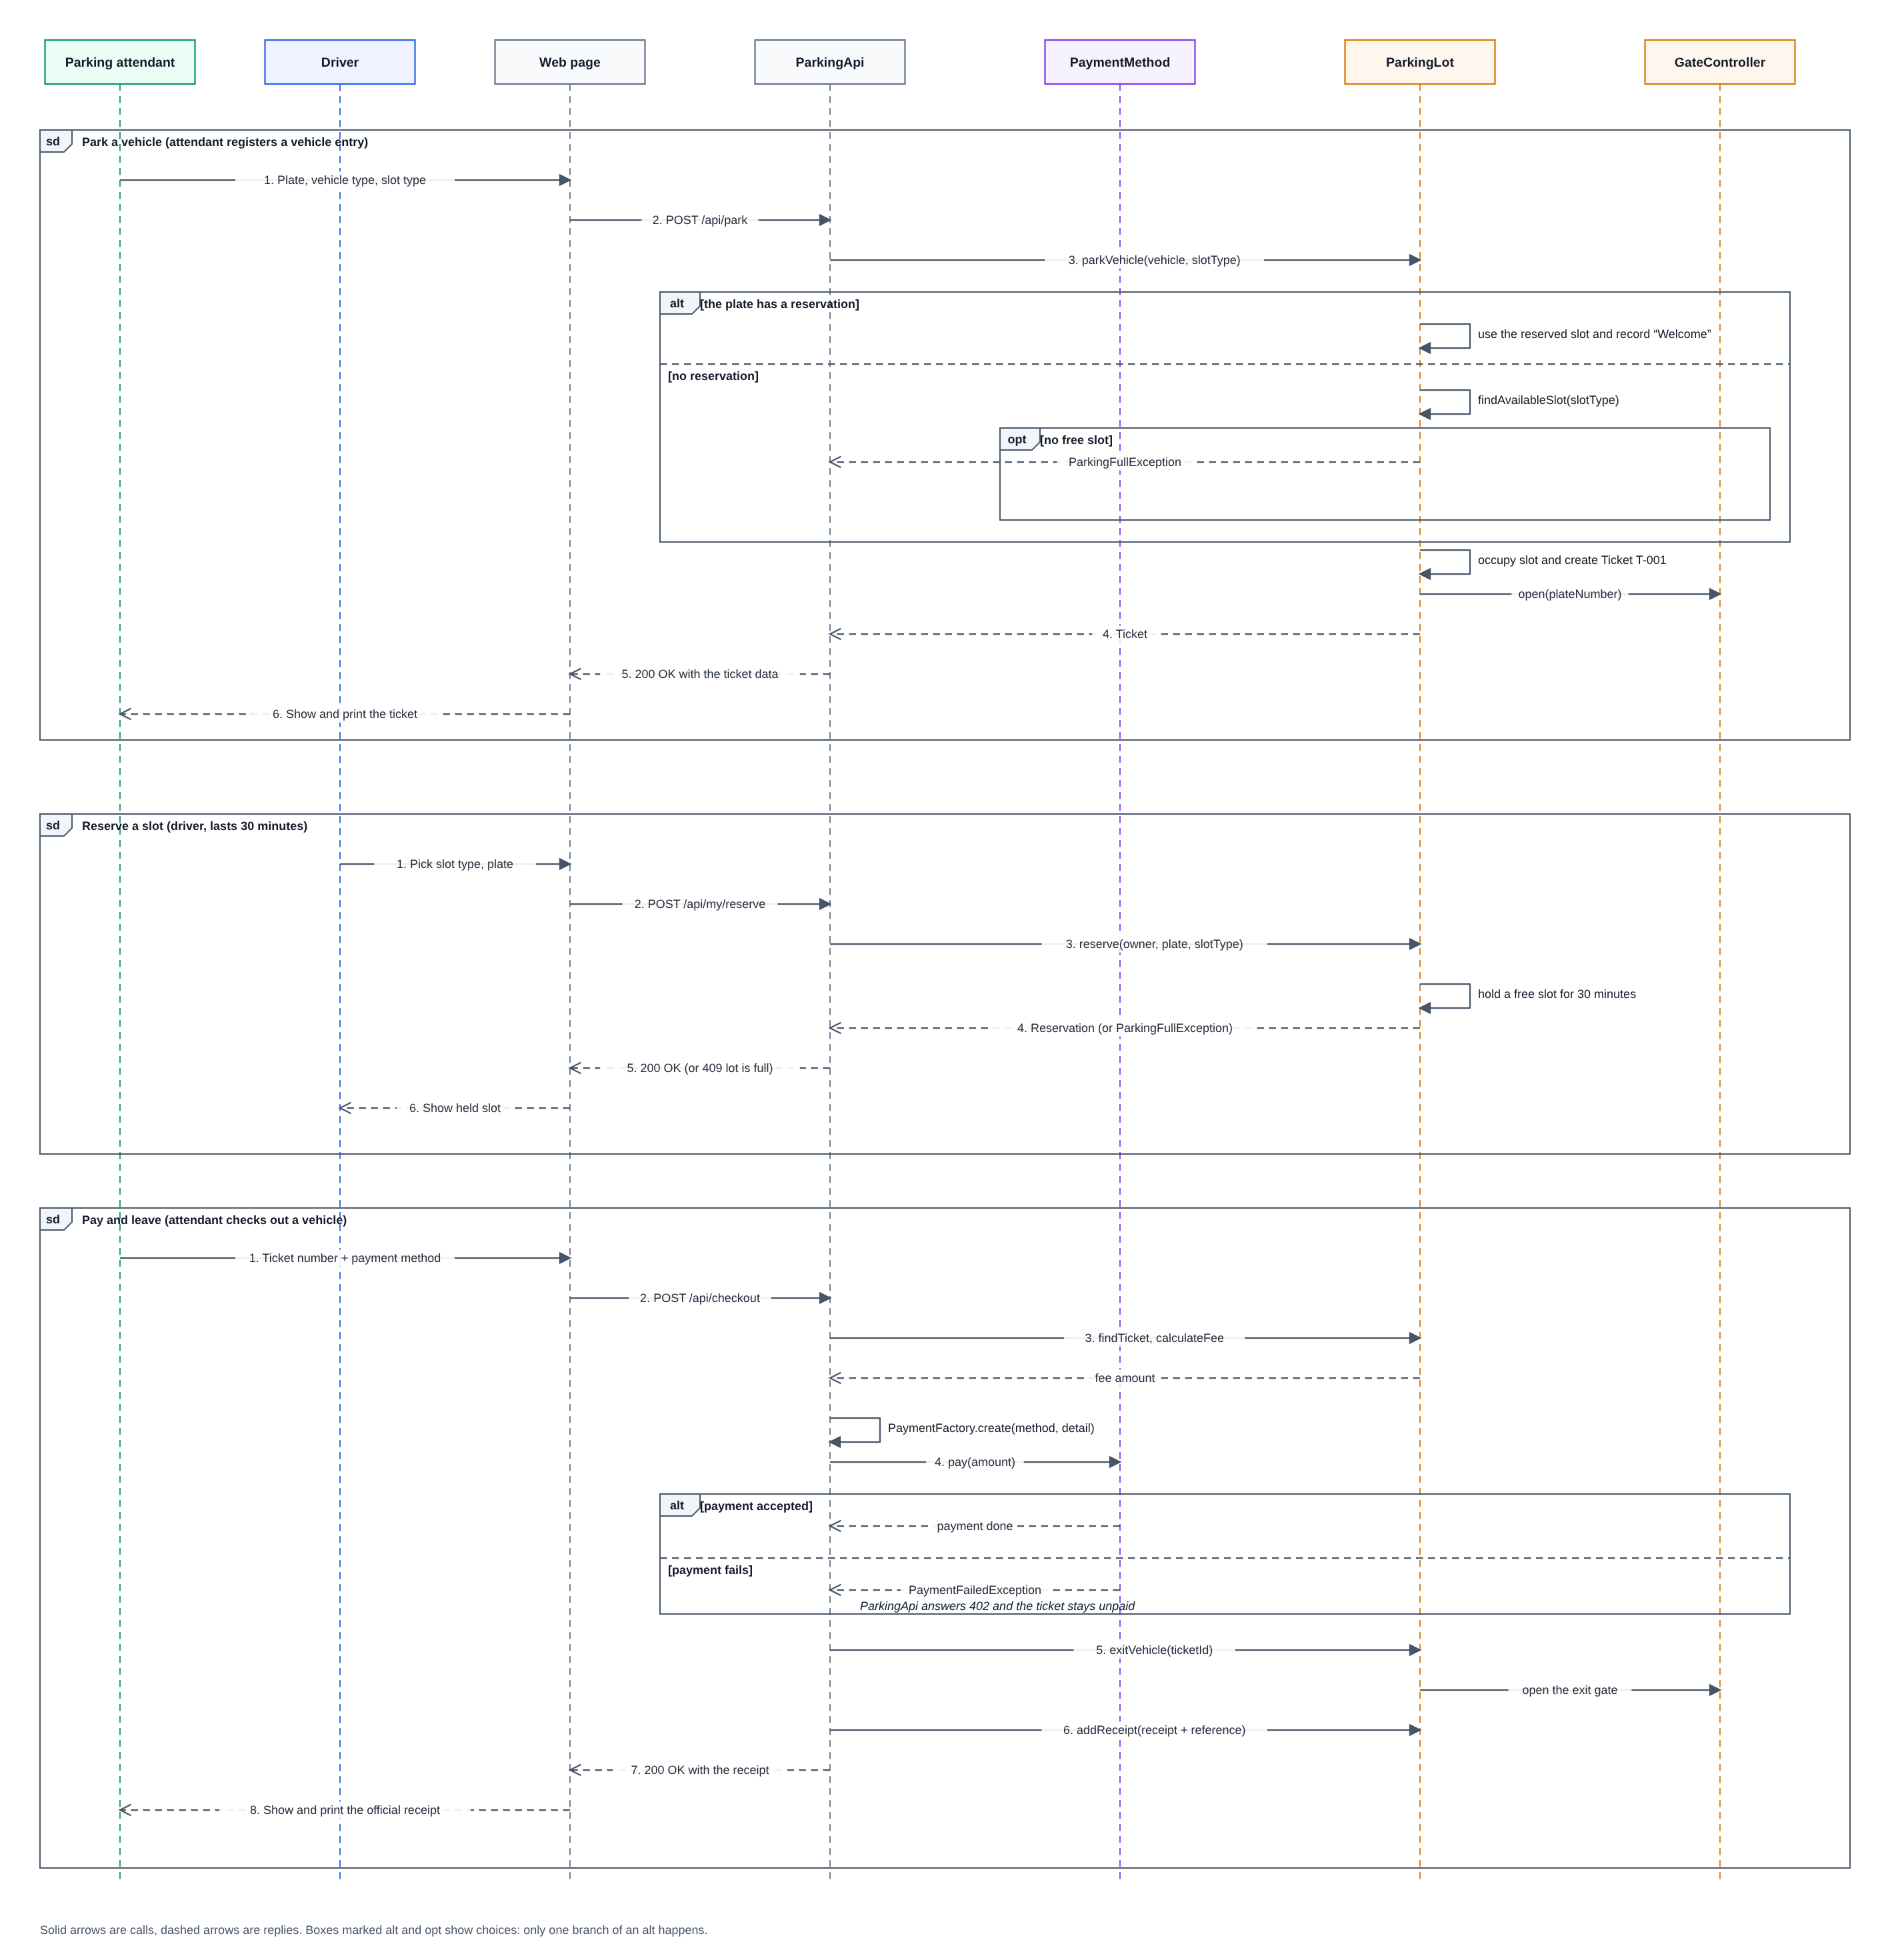 Parking attendant
Driver
Web page
ParkingApi
PaymentMethod
ParkingLot
GateController
sd
Park a vehicle (attendant registers a vehicle entry)
1. Plate, vehicle type, slot type
2. POST /api/park
3. parkVehicle(vehicle, slotType)
alt
[the plate has a reservation]
use the reserved slot and record “Welcome”
[no reservation]
findAvailableSlot(slotType)
opt
[no free slot]
ParkingFullException
occupy slot and create Ticket T-001
open(plateNumber)
4. Ticket
5. 200 OK with the ticket data
6. Show and print the ticket
sd
Reserve a slot (driver, lasts 30 minutes)
1. Pick slot type, plate
2. POST /api/my/reserve
3. reserve(owner, plate, slotType)
hold a free slot for 30 minutes
4. Reservation (or ParkingFullException)
5. 200 OK (or 409 lot is full)
6. Show held slot
sd
Pay and leave (attendant checks out a vehicle)
1. Ticket number + payment method
2. POST /api/checkout
3. findTicket, calculateFee
fee amount
PaymentFactory.create(method, detail)
4. pay(amount)
alt
[payment accepted]
payment done
[payment fails]
PaymentFailedException
ParkingApi answers 402 and the ticket stays unpaid
5. exitVehicle(ticketId)
open the exit gate
6. addReceipt(receipt + reference)
7. 200 OK with the receipt
8. Show and print the official receipt
Solid arrows are calls, dashed arrows are replies. Boxes marked alt and opt show choices: only one branch of an alt happens.